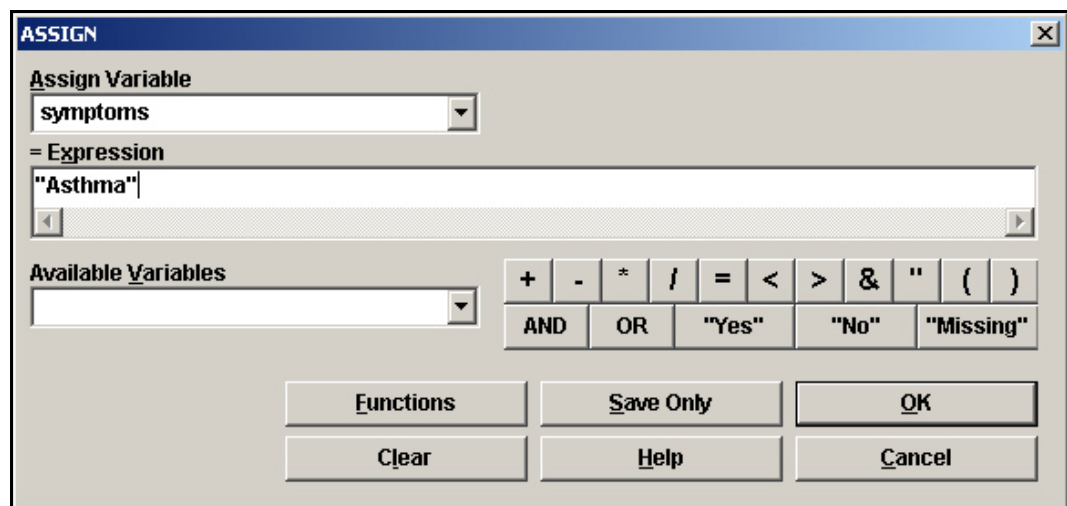 ASSIGN
Assign Variable
symptoms
= Expression
"Asthma"
Available Variables
+ - * / = < > & " ( )
AND OR "Yes" "No" "Missing"
Functions Save Only OK
Clear Help Cancel